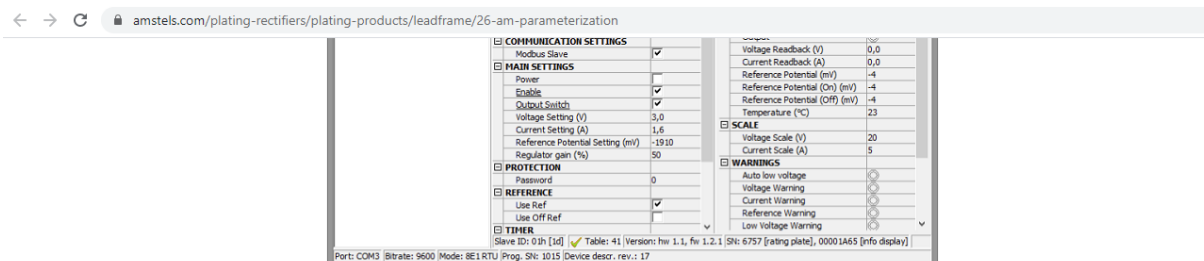 amstels.com/plating-rectifiers/plating-products/leadframe/26-am-parameterization
COMMUNICATION SETTINGS
Modbus Slave
MAIN SETTINGS
Power
Enable
Output Switch
Voltage Setting (V) 3,0
Current Setting (A) 1,6
Reference Potential Setting (mV) -1910
Regulator gain (%) 50
PROTECTION
Password 0
REFERENCE
Use Ref
Use Off Ref
TIMER
Voltage Readback (V) 0,0
Current Readback (A) 0,0
Reference Potential (mV) -4
Reference Potential (On) (mV) -4
Reference Potential (Off) (mV) -4
Temperature (°C) 23
SCALE
Voltage Scale (V) 20
Current Scale (A) 5
WARNINGS
Auto low voltage
Voltage Warning
Current Warning
Reference Warning
Low Voltage Warning
Slave ID: 01h [1d] Table: 41 Version: hw 1.1, fw 1.2.1 SN: 6757 [rating plate], 00001A65 [info display]
Port: COM3 Bitrate: 9600 Mode: 8E1 RTU Prog. SN: 1015 Device descr. rev.: 17